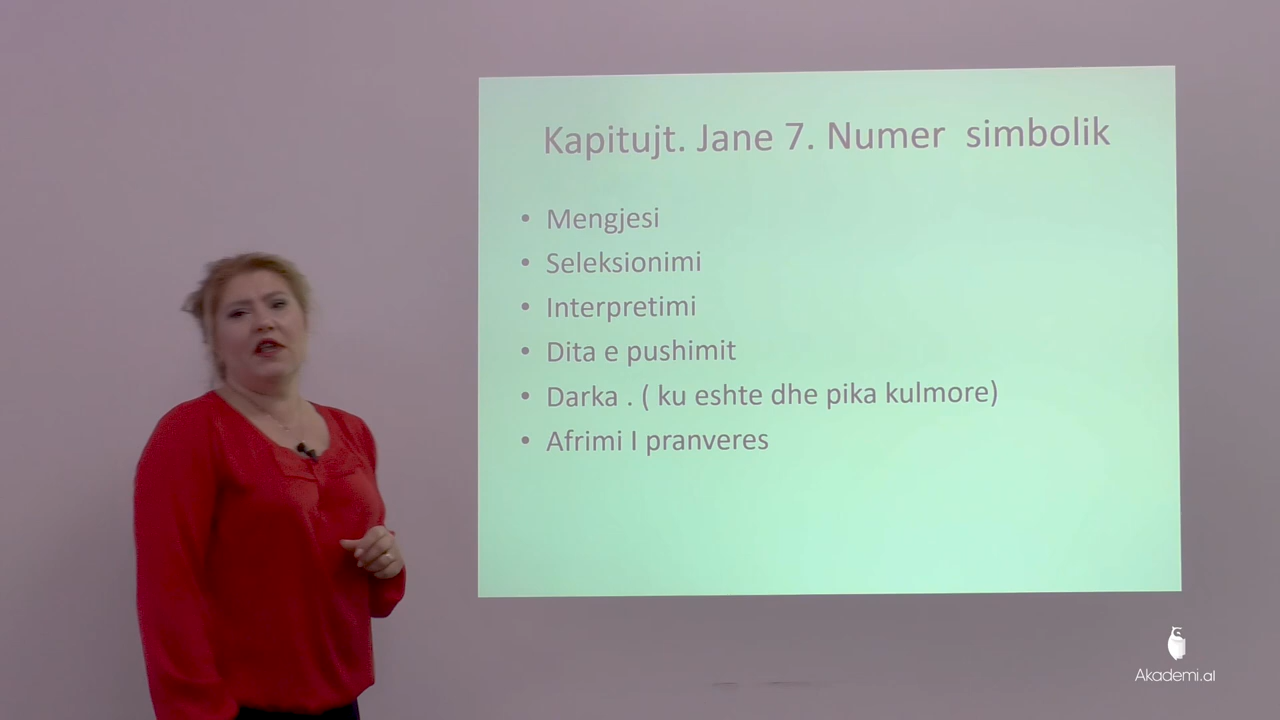 Kapitujt. Jane 7. Numer simbolik
• Mengjesi
• Seleksionimi
• Interpretimi
• Dita e pushimit
• Darka . ( ku eshte dhe pika kulmore)
• Afrimi I pranveres
Akademi.al